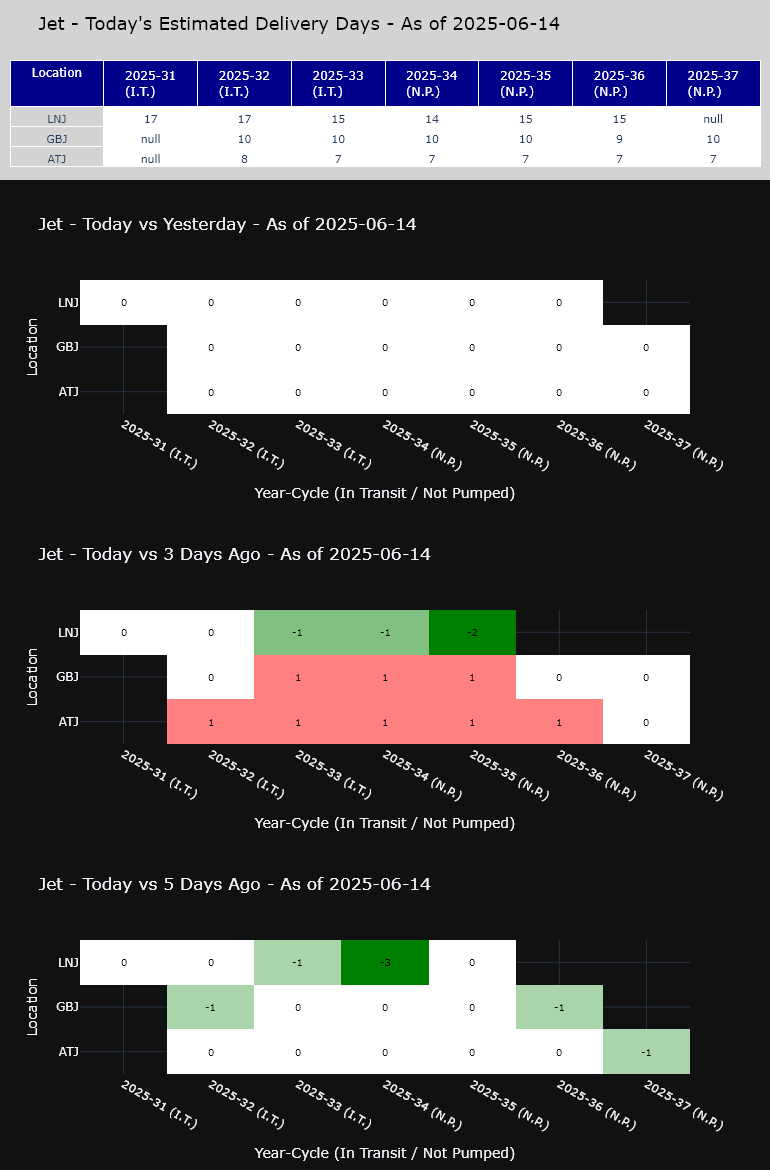 Jet - Today's Estimated Delivery Days - As of 2025-06-14
Location 2025-31 (I.T.) 2025-32 (I.T.) 2025-33 (I.T.) 2025-34 (N.P.) 2025-35 (N.P.) 2025-36 (N.P.) 2025-37 (N.P.)
LNJ 17 17 15 14 15 15 null
GBJ null 10 10 10 10 9 10
ATJ null 8 7 7 7 7 7
Jet - Today vs Yesterday - As of 2025-06-14
Location
LNJ 0 0 0 0 0 0
GBJ 0 0 0 0 0 0
ATJ 0 0 0 0 0 0
2025-31 (I.T.) 2025-32 (I.T.) 2025-33 (I.T.) 2025-34 (N.P.) 2025-35 (N.P.) 2025-36 (N.P.) 2025-37 (N.P.)
Year-Cycle (In Transit / Not Pumped)
Jet - Today vs 3 Days Ago - As of 2025-06-14
Location
LNJ 0 0 -1 -1 -2
GBJ 0 1 1 1 0 0
ATJ 1 1 1 1 1 0
2025-31 (I.T.) 2025-32 (I.T.) 2025-33 (I.T.) 2025-34 (N.P.) 2025-35 (N.P.) 2025-36 (N.P.) 2025-37 (N.P.)
Year-Cycle (In Transit / Not Pumped)
Jet - Today vs 5 Days Ago - As of 2025-06-14
Location
LNJ 0 0 -1 -3 0
GBJ -1 0 0 0 -1
ATJ 0 0 0 0 0 -1
2025-31 (I.T.) 2025-32 (I.T.) 2025-33 (I.T.) 2025-34 (N.P.) 2025-35 (N.P.) 2025-36 (N.P.) 2025-37 (N.P.)
Year-Cycle (In Transit / Not Pumped)